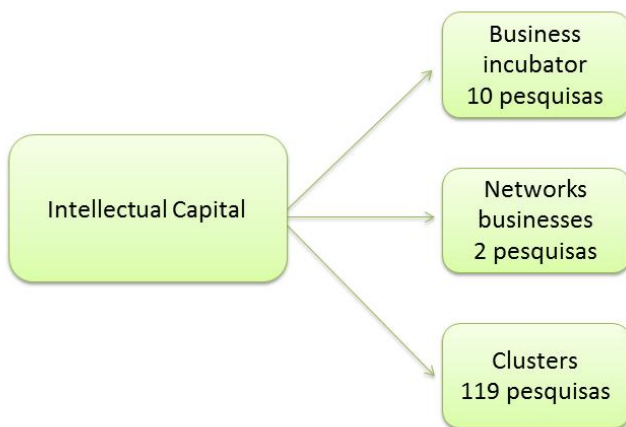 Intellectual Capital
Business
incubator
10 pesquisas
Networks
businesses
2 pesquisas
Clusters
119 pesquisas